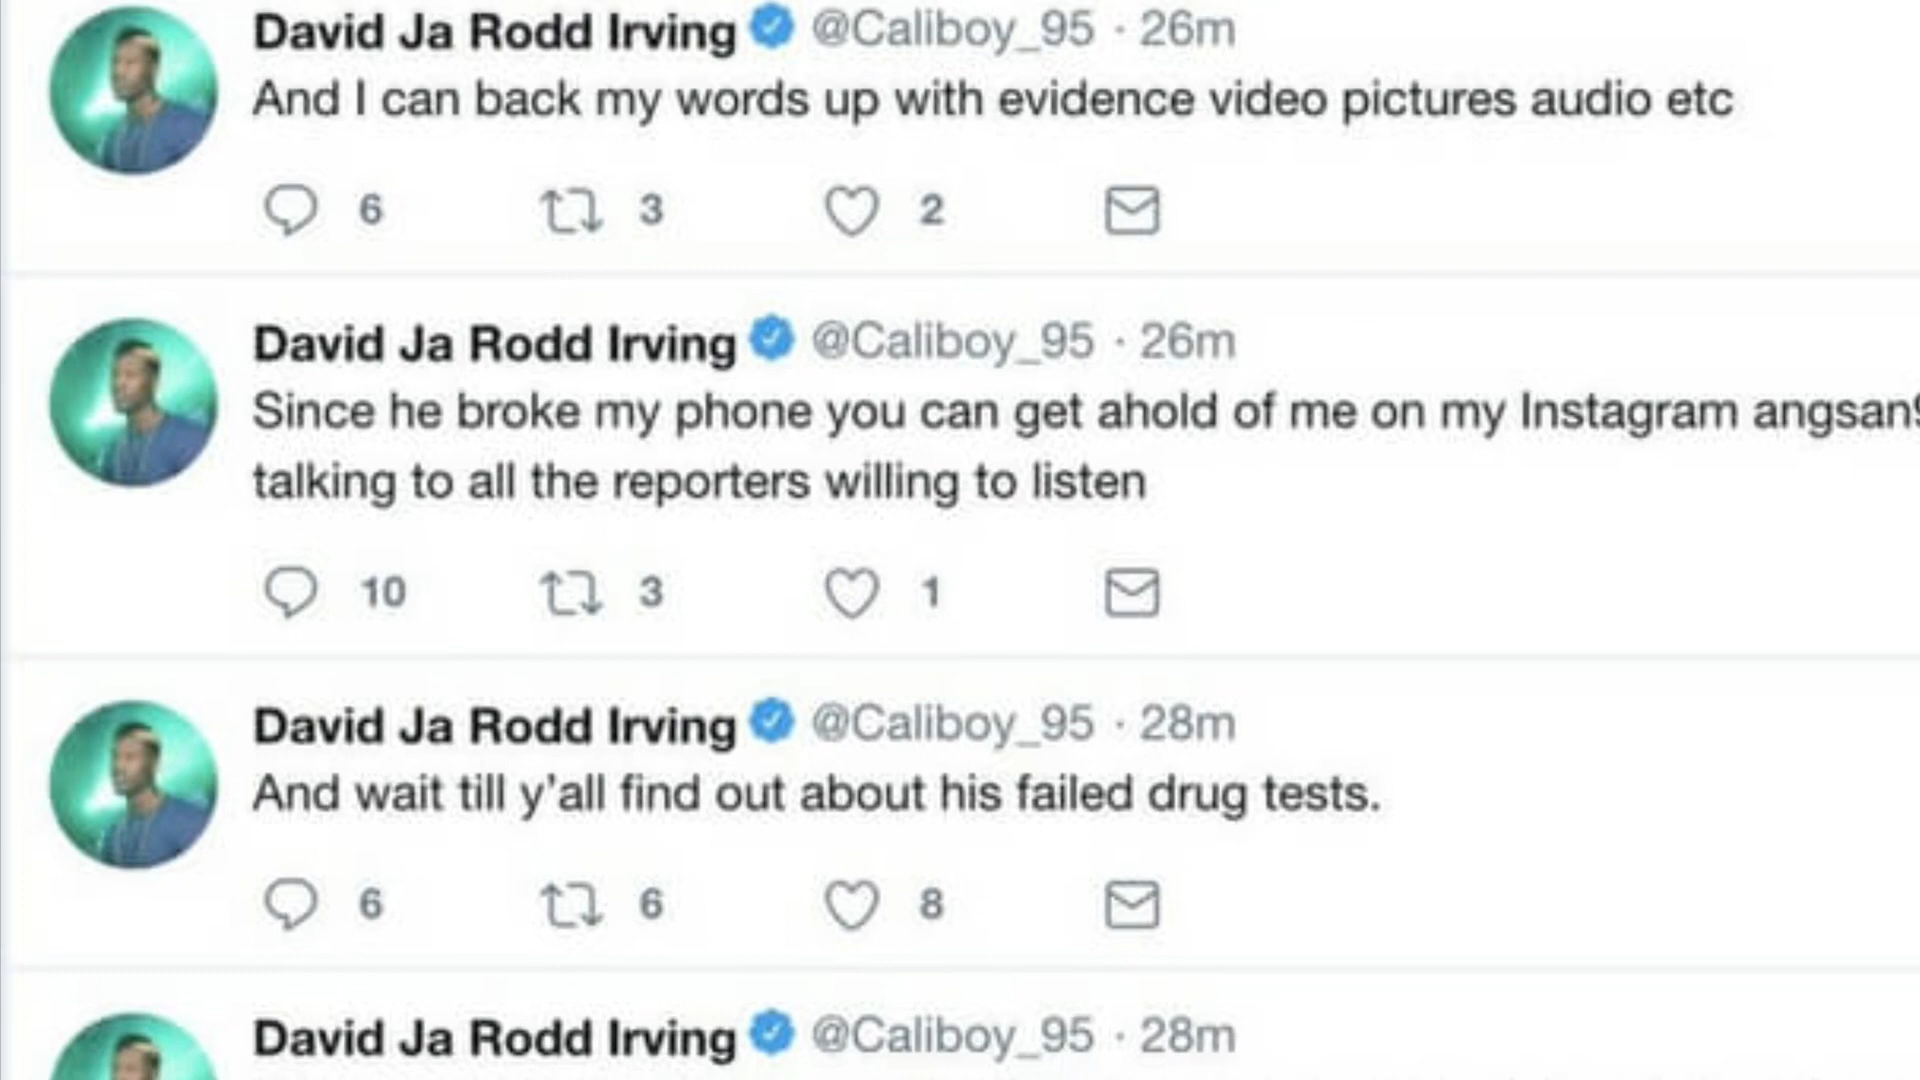 David Ja Rodd Irving @Caliboy_95 · 26m
And I can back my words up with evidence video pictures audio etc
6 3 2
David Ja Rodd Irving @Caliboy_95 · 26m
Since he broke my phone you can get ahold of me on my Instagram
talking to all the reporters willing to listen
10 3 1
David Ja Rodd Irving @Caliboy_95 · 28m
And wait till y'all find out about his failed drug tests.
6 6 8
David Ja Rodd Irving @Caliboy_95 · 28m